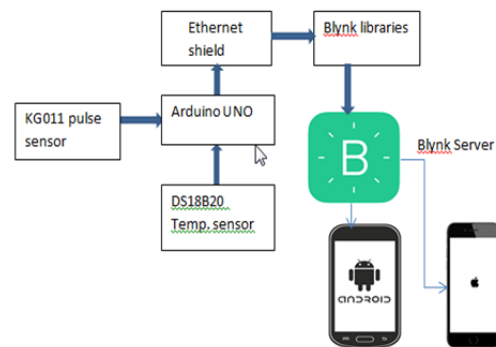 Ethernet
shield
Blynk libraries
KG011 pulse
sensor
Arduino UNO
B
Blynk Server
DS18B20
Temp. sensor
ANDROID